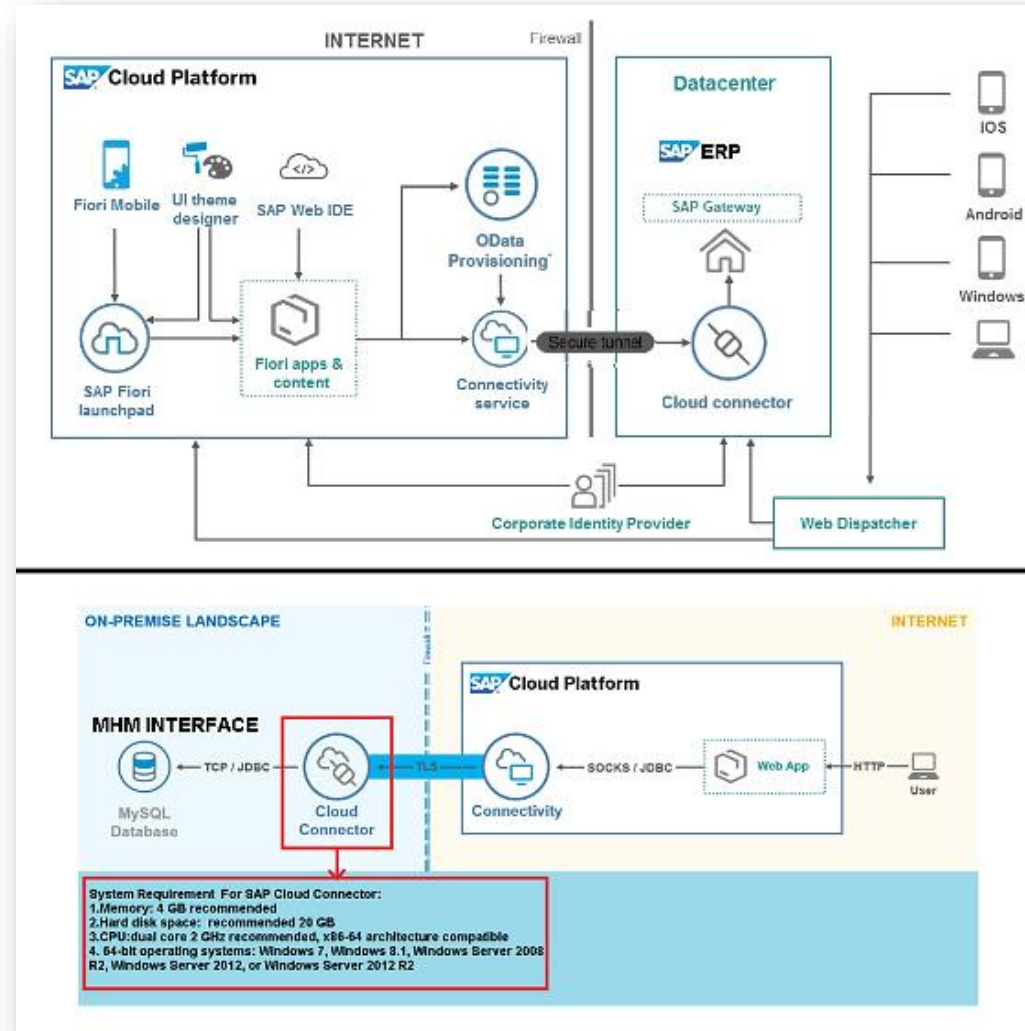 INTERNET
Firewall
SAP Cloud Platform
Datacenter
SAP ERP
SAP Gateway
IOS
Android
Windows
Fiori Mobile
UI theme
designer
SAP Web IDE
OData
Provisioning*
SAP Fiori
launchpad
Fiori apps &
content
Connectivity
service
Secure tunnel
Cloud connector
Corporate Identity Provider
Web Dispatcher
ON-PREMISE LANDSCAPE
Firewall
INTERNET
SAP Cloud Platform
MHM INTERFACE
TCP / JDBC
TLS
SOCKS / JDBC
Web App
HTTP
User
MySQL
Database
Cloud
Connector
Connectivity
System Requirement For SAP Cloud Connector:
1.Memory: 4 GB recommended
2.Hard disk space: recommended 20 GB
3.CPU:dual core 2 GHz recommended, x86-64 architecture compatible
4. 64-bit operating systems: Windows 7, Windows 8.1, Windows Server 2008
R2, Windows Server 2012, or Windows Server 2012 R2